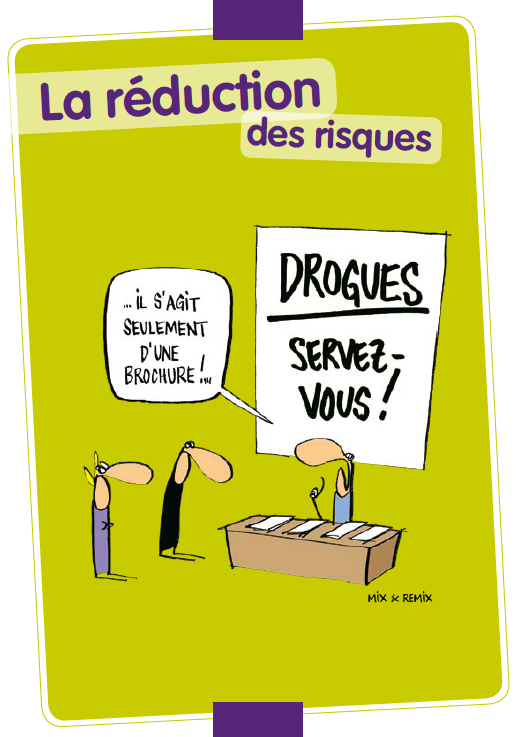 La réduction
des risques
DROGUES
SERVEZ-
VOUS !
... IL S'AGIT
SEULEMENT
D'UNE
BROCHURE !...
MIX & REMIX